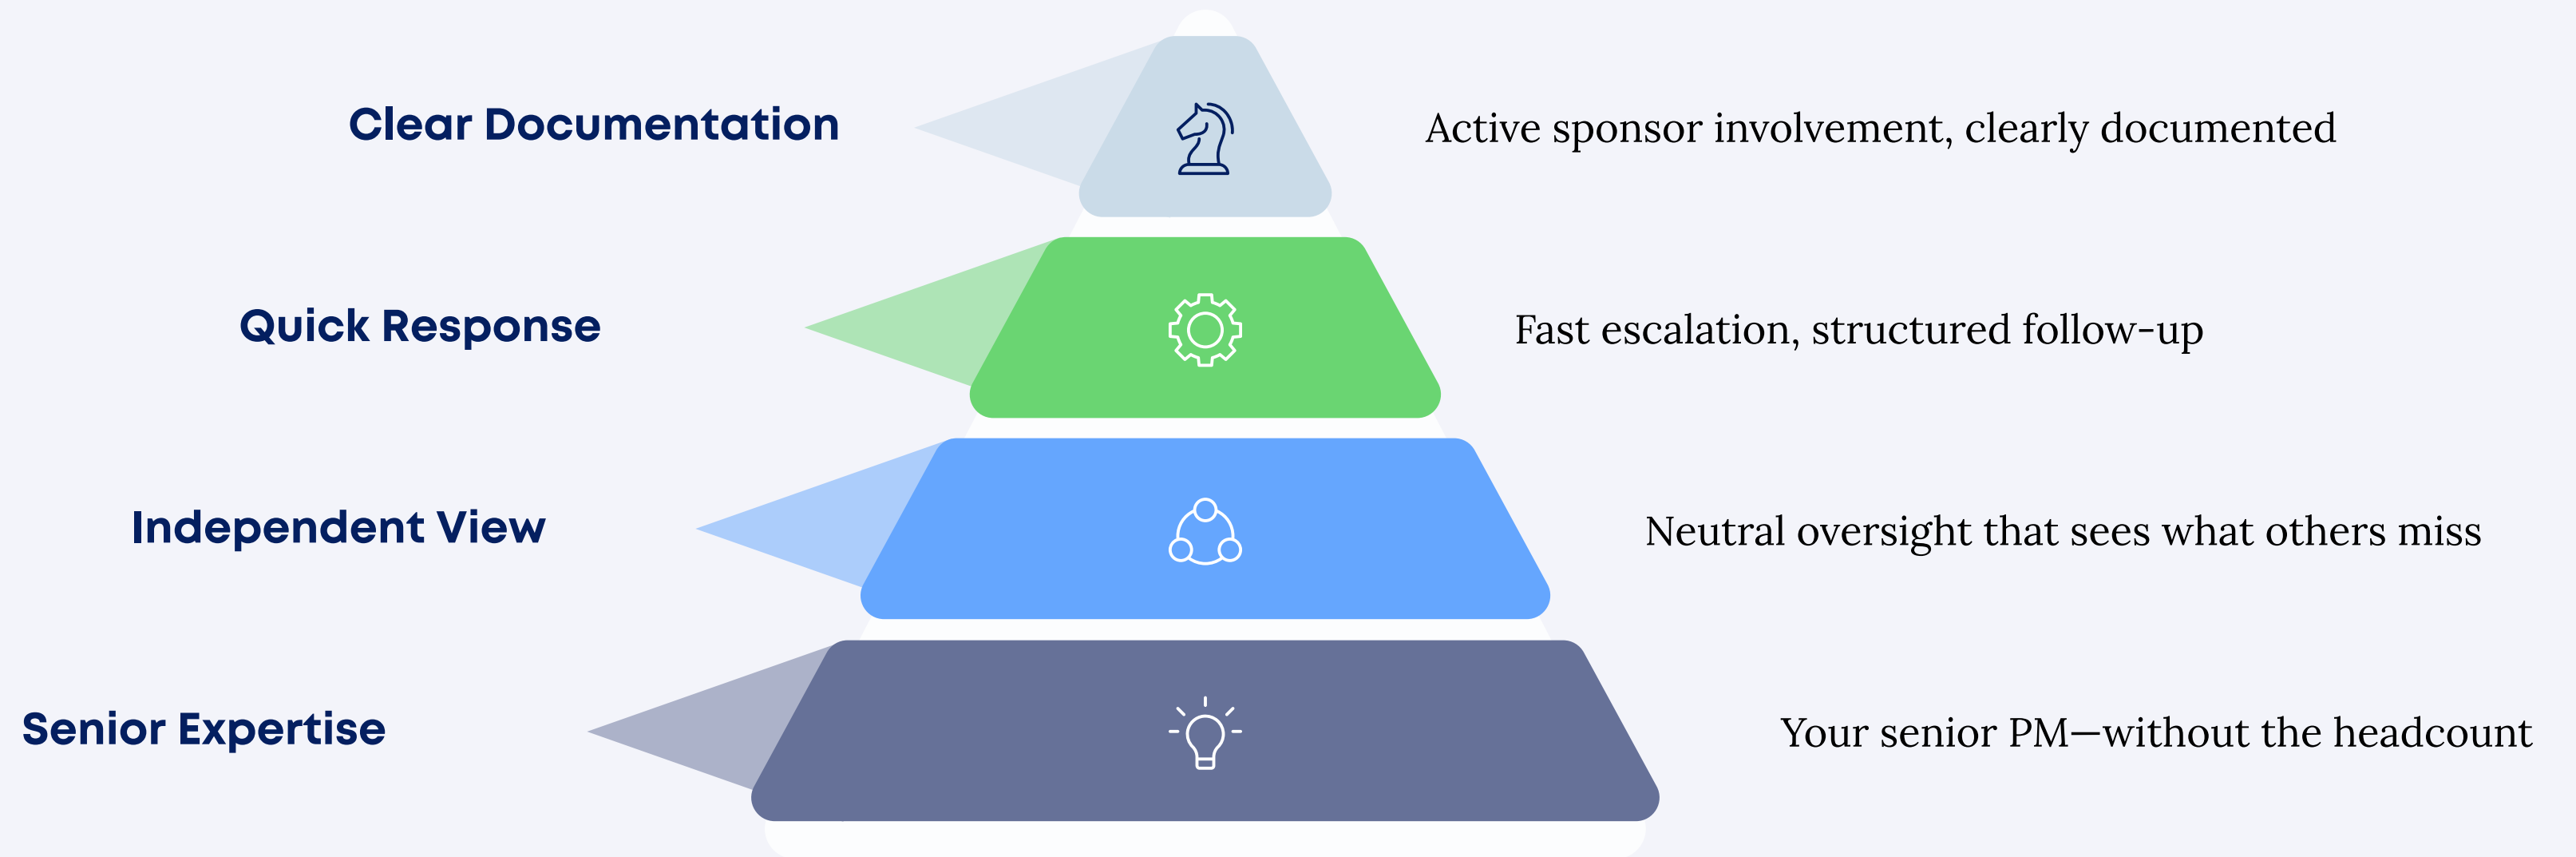 Clear Documentation
Active sponsor involvement, clearly documented
Quick Response
Fast escalation, structured follow-up
Independent View
Neutral oversight that sees what others miss
Senior Expertise
Your senior PM—without the headcount